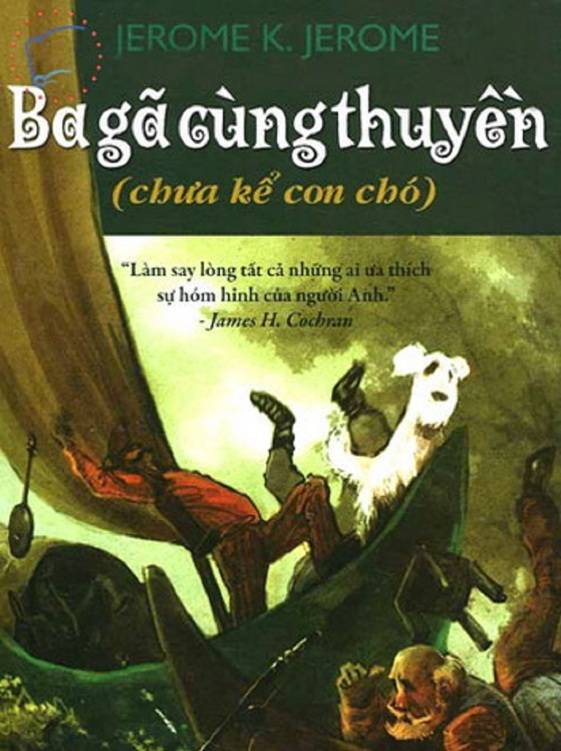 JEROME K. JEROME
Ba gã cùng thuyền
(chưa kể con chó)
“Làm say lòng tất cả những ai ưa thích
sự hóm hỉnh của người Anh.”
- James H. Cochran